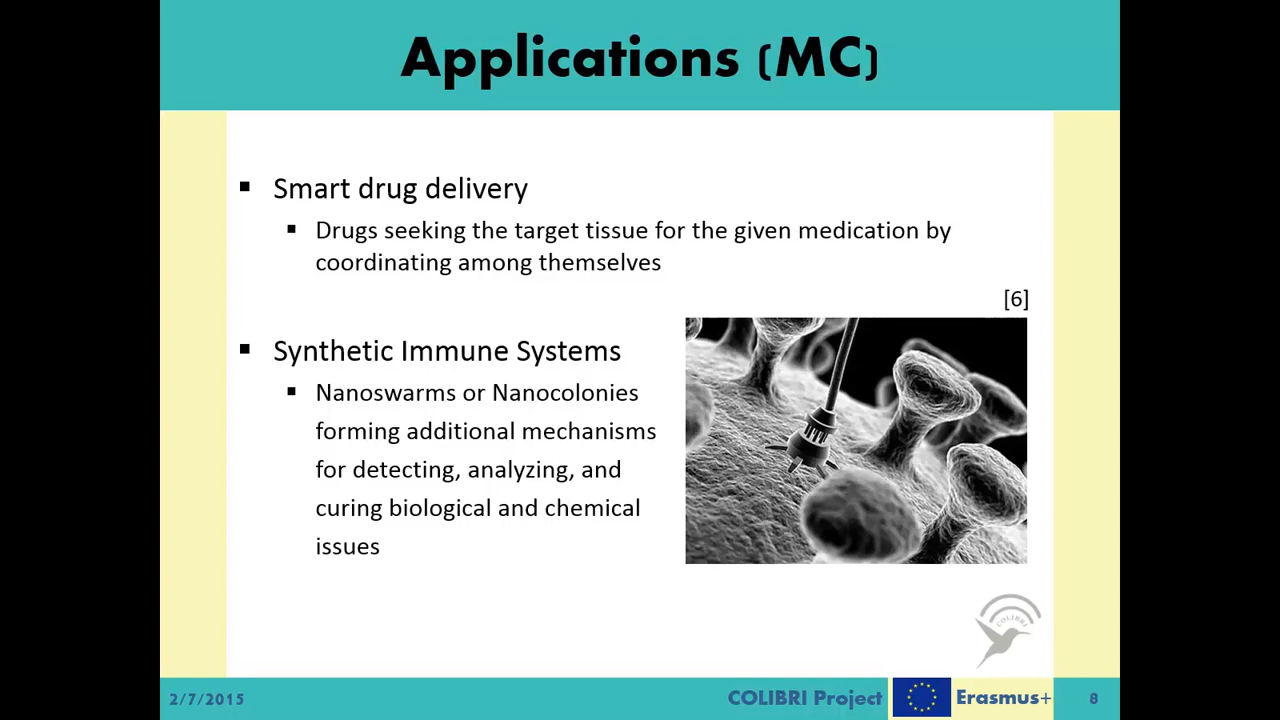 Applications (MC)
▪ Smart drug delivery
▪ Drugs seeking the target tissue for the given medication by
coordinating among themselves
[6]
▪ Synthetic Immune Systems
▪ Nanoswarms or Nanocolonies
forming additional mechanisms
for detecting, analyzing, and
curing biological and chemical
issues
COLIBRI
2/7/2015
COLIBRI Project
Erasmus+
8